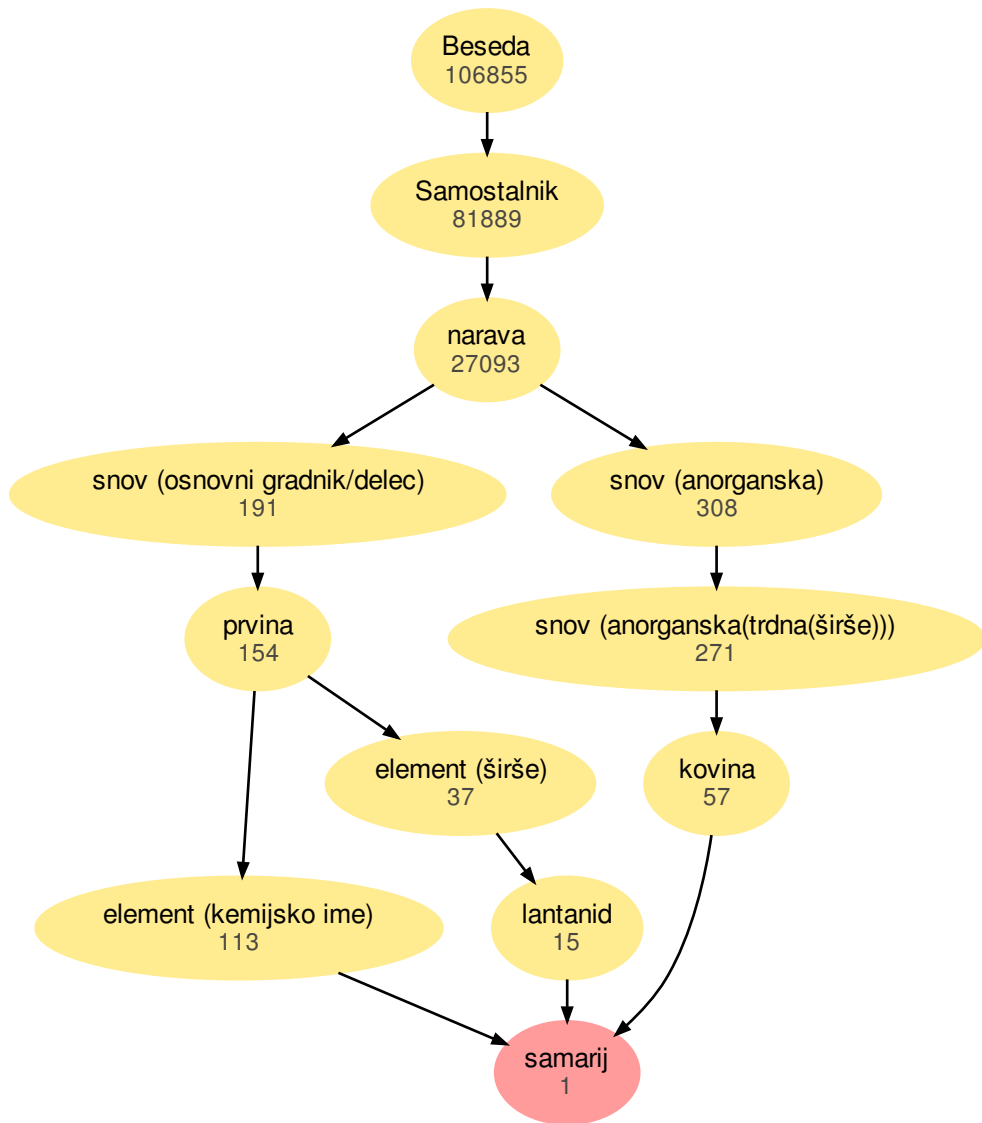 Beseda
106855
Samostalnik
81889
narava
27093
snov (osnovni gradnik/delec)
191
snov (anorganska)
308
prvina
154
snov (anorganska(trdna(širše)))
271
element (širše)
37
kovina
57
element (kemijsko ime)
113
lantanid
15
samarij
1